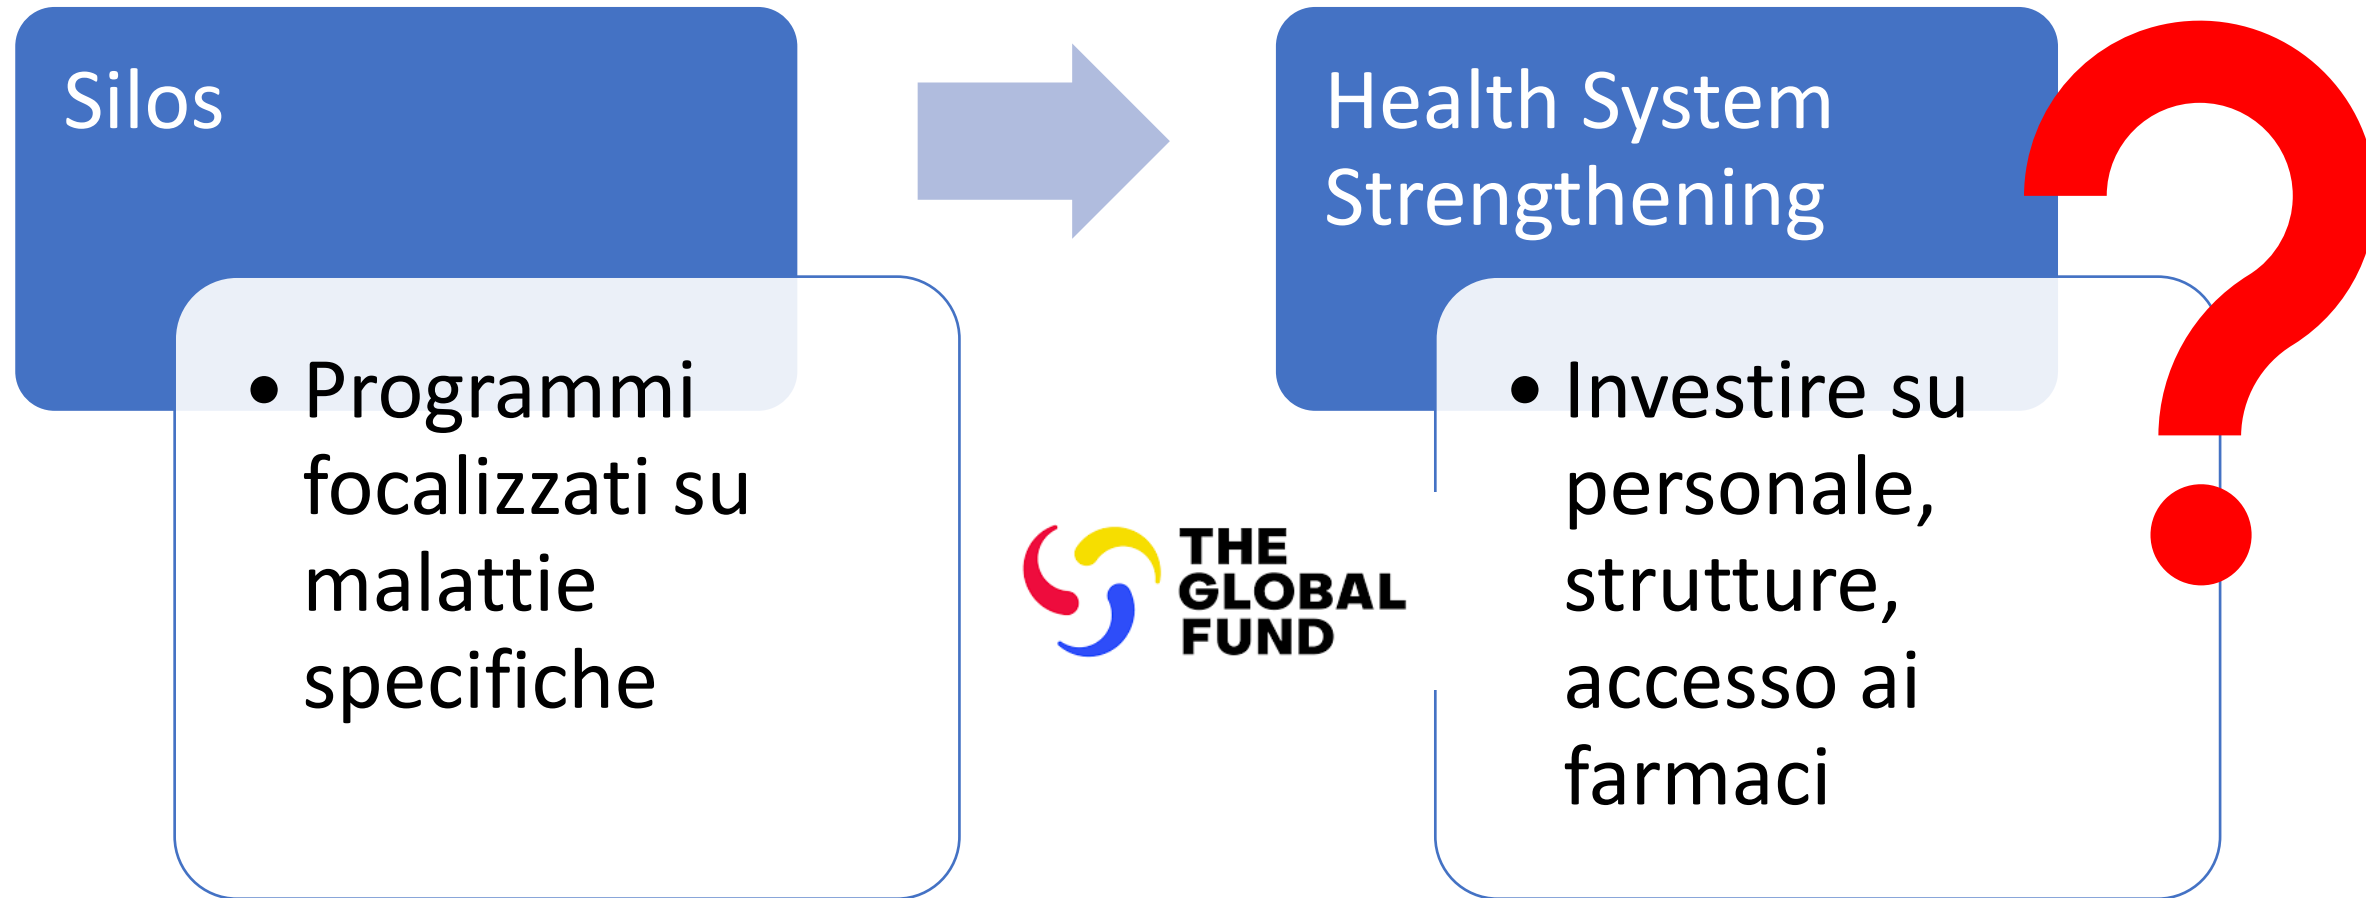 Silos
• Programmi
focalizzati su
malattie
specifiche
THE
GLOBAL
FUND
Health System
Strengthening
• Investire su
personale,
strutture,
accesso ai
farmaci
?